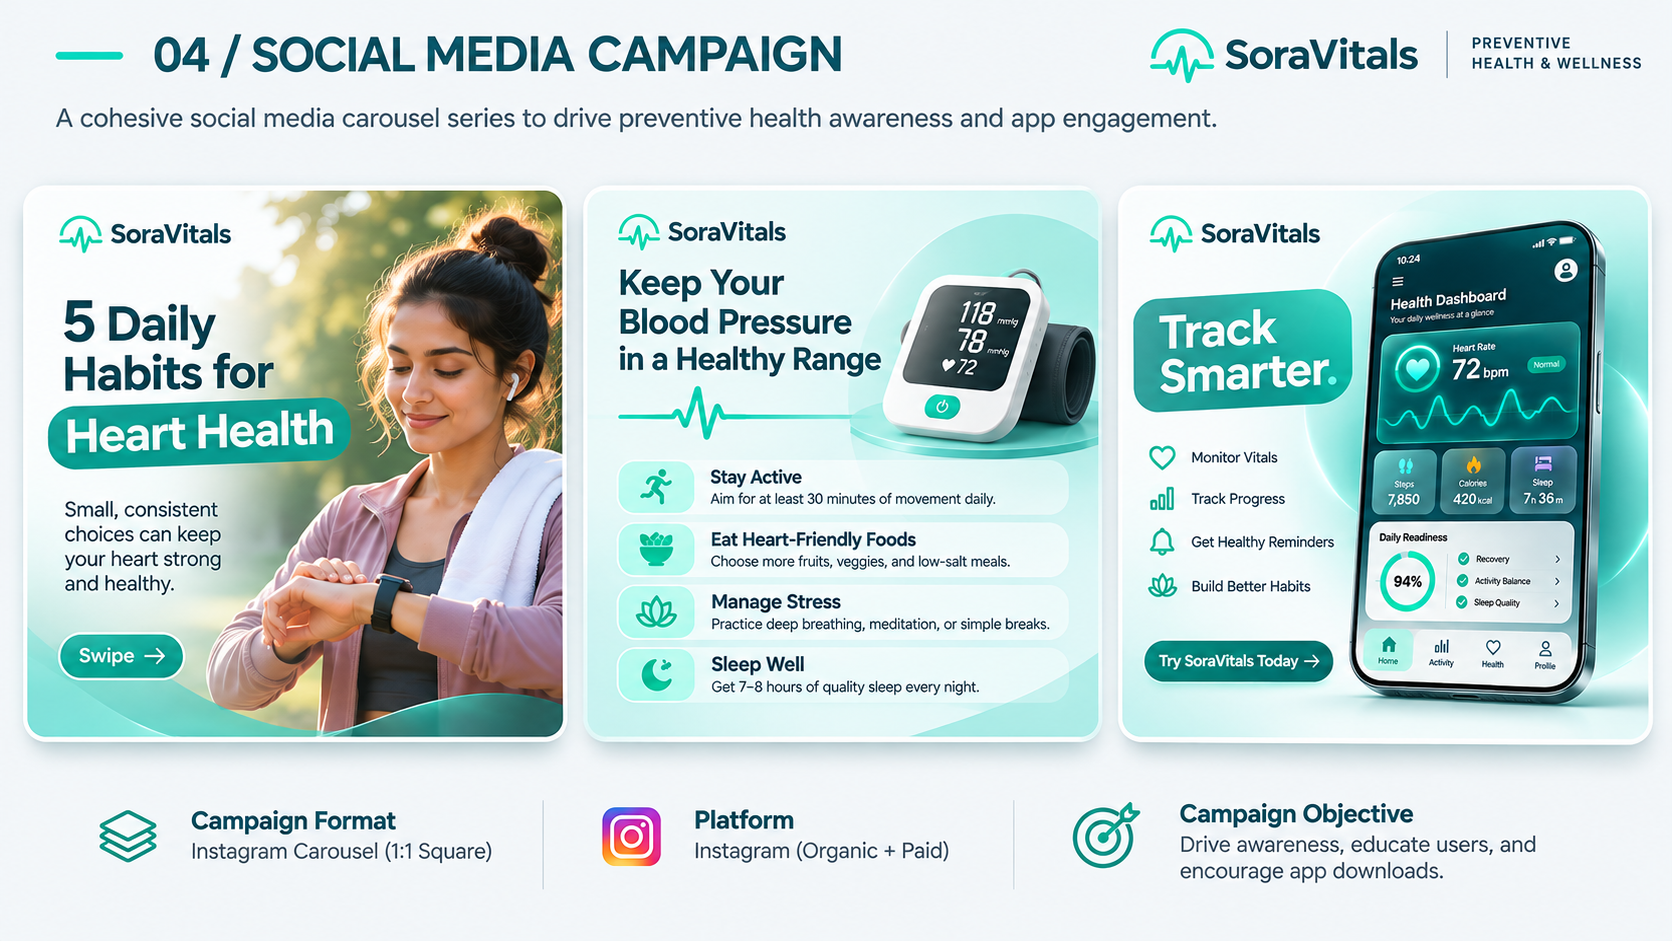 04 / SOCIAL MEDIA CAMPAIGN
SoraVitals
PREVENTIVE
HEALTH & WELLNESS
A cohesive social media carousel series to drive preventive health awareness and app engagement.
SoraVitals
5 Daily
Habits for
Heart Health
Small, consistent
choices can keep
your heart strong
and healthy.
Swipe →
SoraVitals
Keep Your
Blood Pressure
in a Healthy Range
118 mmHg
78 mmHg
72
Stay Active
Aim for at least 30 minutes of movement daily.
Eat Heart-Friendly Foods
Choose more fruits, veggies, and low-salt meals.
Manage Stress
Practice deep breathing, meditation, or simple breaks.
Sleep Well
Get 7–8 hours of quality sleep every night.
SoraVitals
Track
Smarter.
Monitor Vitals
Track Progress
Get Healthy Reminders
Build Better Habits
Try SoraVitals Today →
10:24
Health Dashboard
Your daily wellness at a glance
Heart Rate
72 bpm
Normal
Steps
7,850
Calories
420 kcal
Sleep
7h 36m
Daily Readiness
94%
Recovery
Activity Balance
Sleep Quality
Home
Activity
Health
Profile
Campaign Format
Instagram Carousel (1:1 Square)
Platform
Instagram (Organic + Paid)
Campaign Objective
Drive awareness, educate users, and
encourage app downloads.